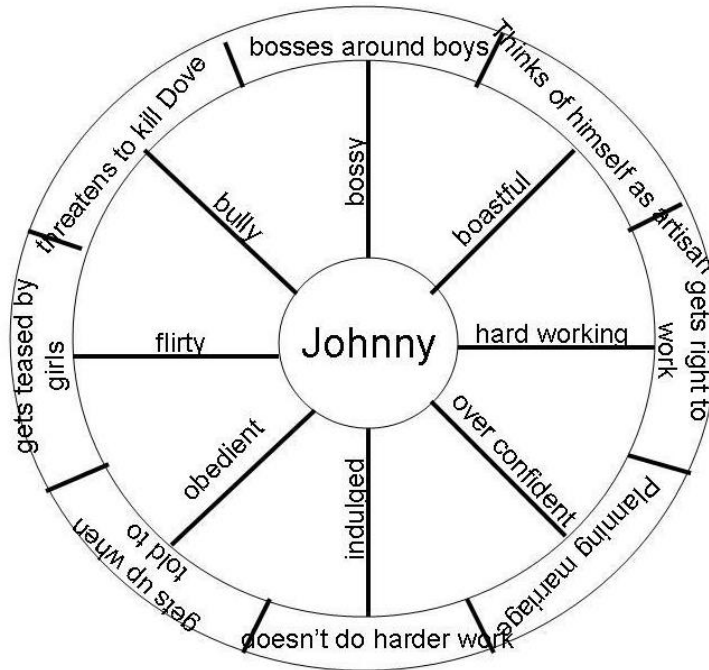 Johnny
bossy
bosses around boys
boastful
Thinks of himself as artisan
hard working
gets right to
work
over confident
Planning marriage
indulged
doesn't do harder work
obedient
gets up when
told to
flirty
gets teased by
girls
bully
threatens to kill Dove